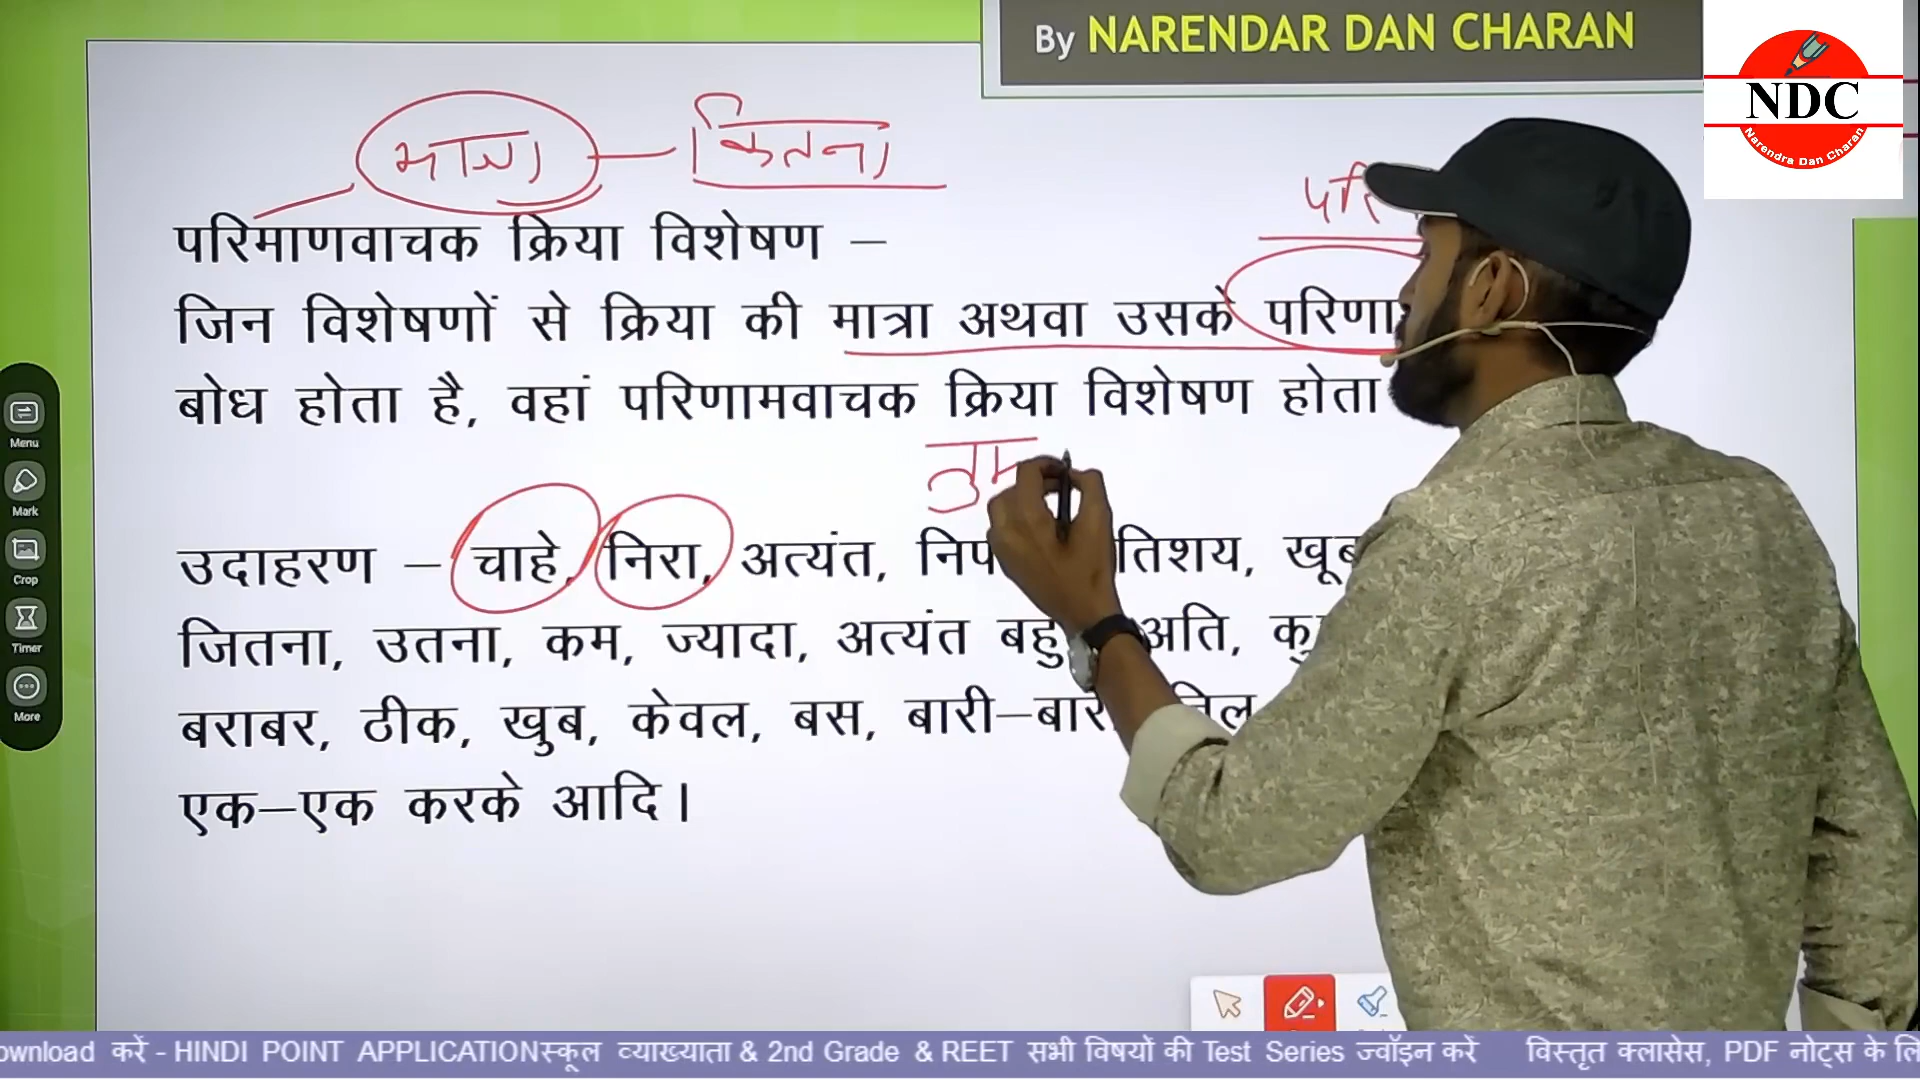 By NARENDAR DAN CHARAN
NDC
Narendra Dan Charan
मात्रा — कितना
परि
परिमाणवाचक क्रिया विशेषण –
जिन विशेषणों से क्रिया की मात्रा अथवा उसके परिणा
बोध होता है, वहां परिणामवाचक क्रिया विशेषण होता
तुम
उदाहरण – चाहे, निरा, अत्यंत, निप तिशय, खूब
जितना, उतना, कम, ज्यादा, अत्यंत बहु अति, कु
बराबर, ठीक, खुब, केवल, बस, बारी–बार
एक–एक करके आदि।
Menu
Mark
Crop
Timer
More
ownload करें - HINDI POINT APPLICATIONस्कूल व्याख्याता & 2nd Grade & REET सभी विषयों की Test Series ज्वॉइन करें विस्तृत क्लासेस, PDF नोट्स के लि